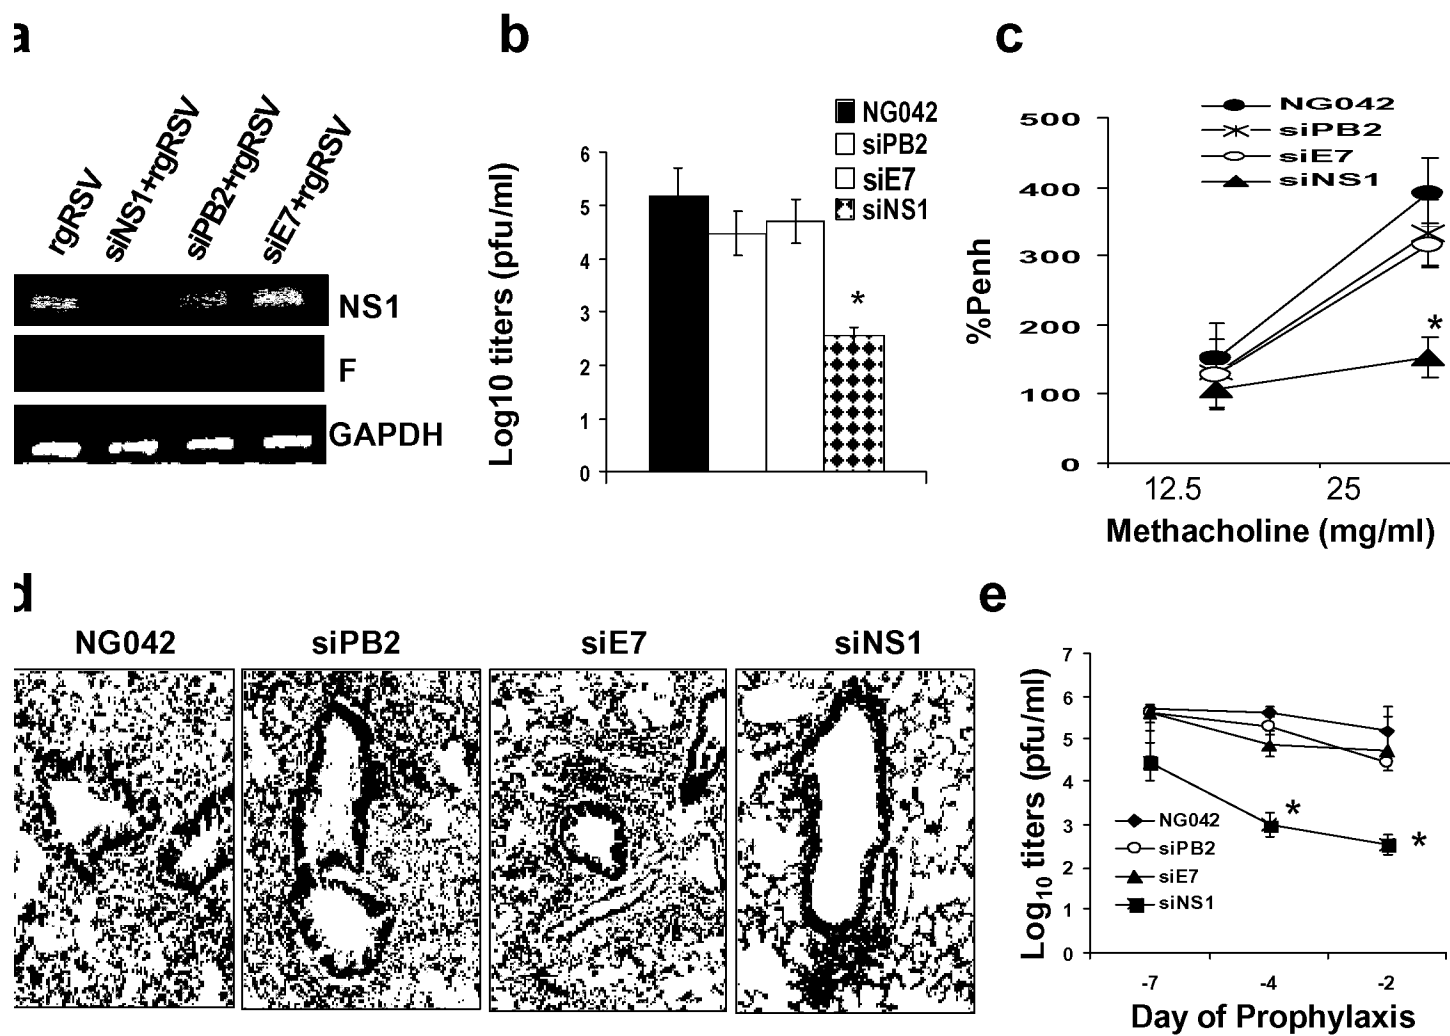 a
rgRSV
siNS1+rgRSV
siPB2+rgRSV
siE7+rgRSV
NS1
F
GAPDH
b
NG042
siPB2
siE7
siNS1
Log10 titers (pfu/ml)
6
5
4
3
2
1
0
*
c
NG042
siPB2
siE7
siNS1
%Penh
500
400
300
200
100
0
*
12.5 25
Methacholine (mg/ml)
d
NG042 siPB2 siE7 siNS1
e
Log10 titers (pfu/ml)
7
6
5
4
3
2
1
0
*
*
NG042
siPB2
siE7
siNS1
-7 -4 -2
Day of Prophylaxis